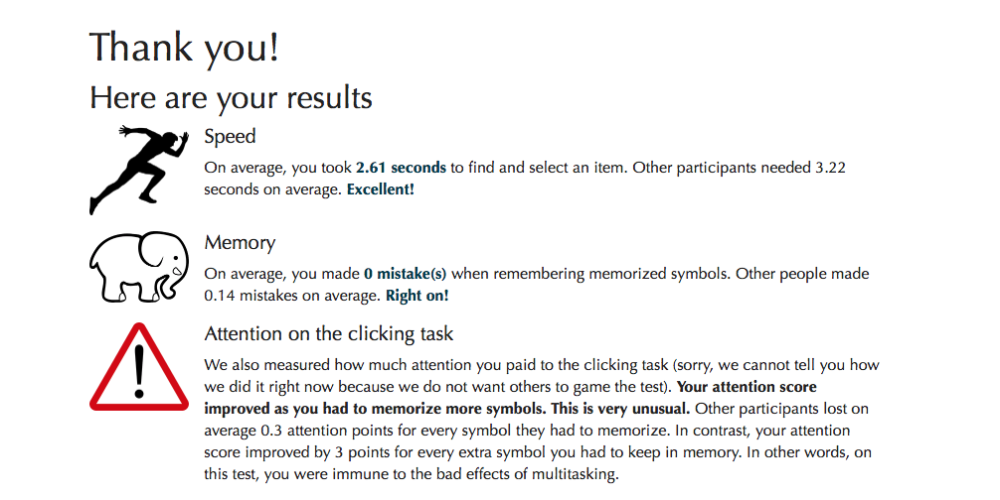 Thank you!
Here are your results
Speed
On average, you took 2.61 seconds to find and select an item. Other participants needed 3.22
seconds on average. Excellent!
Memory
On average, you made 0 mistake(s) when remembering memorized symbols. Other people made
0.14 mistakes on average. Right on!
Attention on the clicking task
We also measured how much attention you paid to the clicking task (sorry, we cannot tell you how
we did it right now because we do not want others to game the test). Your attention score
improved as you had to memorize more symbols. This is very unusual. Other participants lost on
average 0.3 attention points for every symbol they had to memorize. In contrast, your attention
score improved by 3 points for every extra symbol you had to keep in memory. In other words, on
this test, you were immune to the bad effects of multitasking.